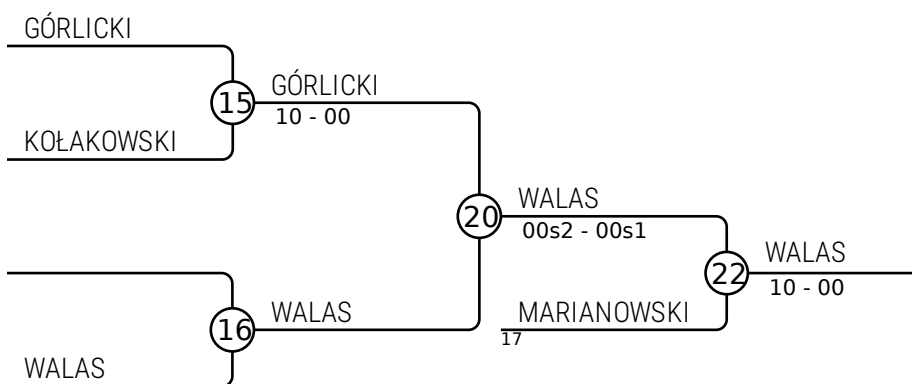 GÓRLICKI
15
GÓRLICKI
10 - 00
KOŁAKOWSKI
20
WALAS
00s2 - 00s1
22
WALAS
10 - 00
16
WALAS
MARIANOWSKI
17
WALAS